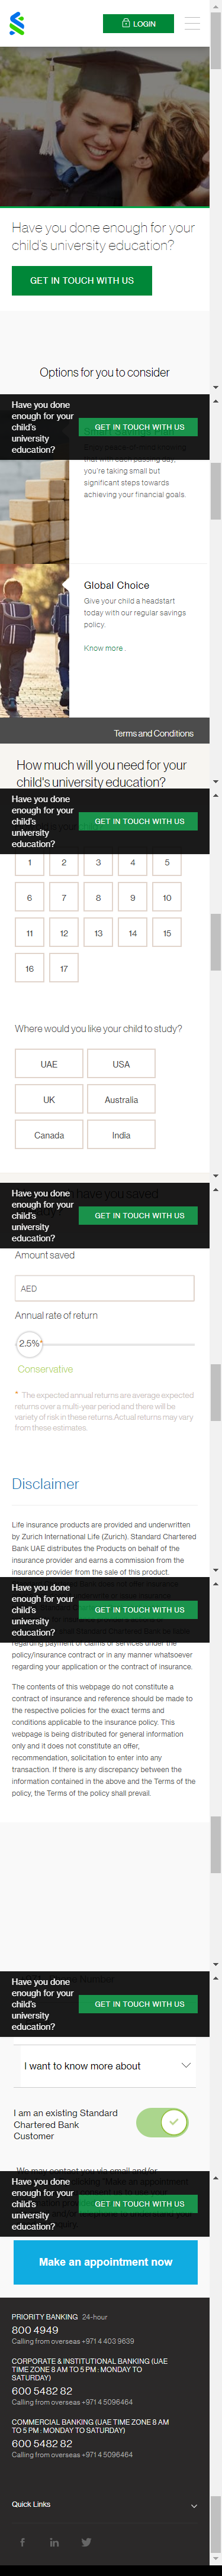 LOGIN
Have you done enough for your
child's university education?
GET IN TOUCH WITH US
Options for you to consider
Have you done
enough for your
child's
university
education?
GET IN TOUCH WITH US
you're taking small but
significant steps towards
achieving your financial goals.
Global Choice
Give your child a headstart
today with our regular savings
policy.
Know more .
Terms and Conditions
How much will you need for your
child's university education?
Have you done
enough for your
child's
university
education?
GET IN TOUCH WITH US
1 2 3 4 5
6 7 8 9 10
11 12 13 14 15
16 17
Where would you like your child to study?
UAE USA
UK Australia
Canada India
Have you done
enough for your
child's
university
education?
GET IN TOUCH WITH US
have you saved
Amount saved
AED
Annual rate of return
2.5%*
Conservative
* The expected annual returns are average expected
returns over a multi-year period and there will be
variety of risk in these returns.Actual returns may vary
from these estimates.
Disclaimer
Life insurance products are provided and underwritten
by Zurich International Life (Zurich). Standard Chartered
Bank UAE distributes the Products on behalf of the
insurance provider and earns a commission from the
insurance provider from the sale of this product.
Have you done
enough for your
child's
university
education?
GET IN TOUCH WITH US
regarding payment of claims or services under the
policy/insurance contract or in any manner whatsoever
regarding your application or the contract of insurance.
The contents of this webpage do not constitute a
contract of insurance and reference should be made to
the respective policies for the exact terms and
conditions applicable to the insurance policy. This
webpage is being distributed for general information
only and it does not constitute an offer,
recommendation, solicitation to enter into any
transaction. If there is any discrepancy between the
information contained in the above and the Terms of the
policy, the Terms of the policy shall prevail.
Have you done
enough for your
child's
university
education?
GET IN TOUCH WITH US
I want to know more about
I am an existing Standard
Chartered Bank
Customer
We may contact you via email and/or
Have you done
enough for your
child's
university
education?
GET IN TOUCH WITH US
Make an appointment now
PRIORITY BANKING 24-hour
800 4949
Calling from overseas +971 4 403 9639
CORPORATE & INSTITUTIONAL BANKING (UAE
TIME ZONE 8 AM TO 5 PM : MONDAY TO
SATURDAY)
600 5482 82
Calling from overseas +971 4 5096464
COMMERCIAL BANKING (UAE TIME ZONE 8 AM
TO 5 PM : MONDAY TO SATURDAY)
600 5482 82
Calling from overseas +971 4 5096464
Quick Links